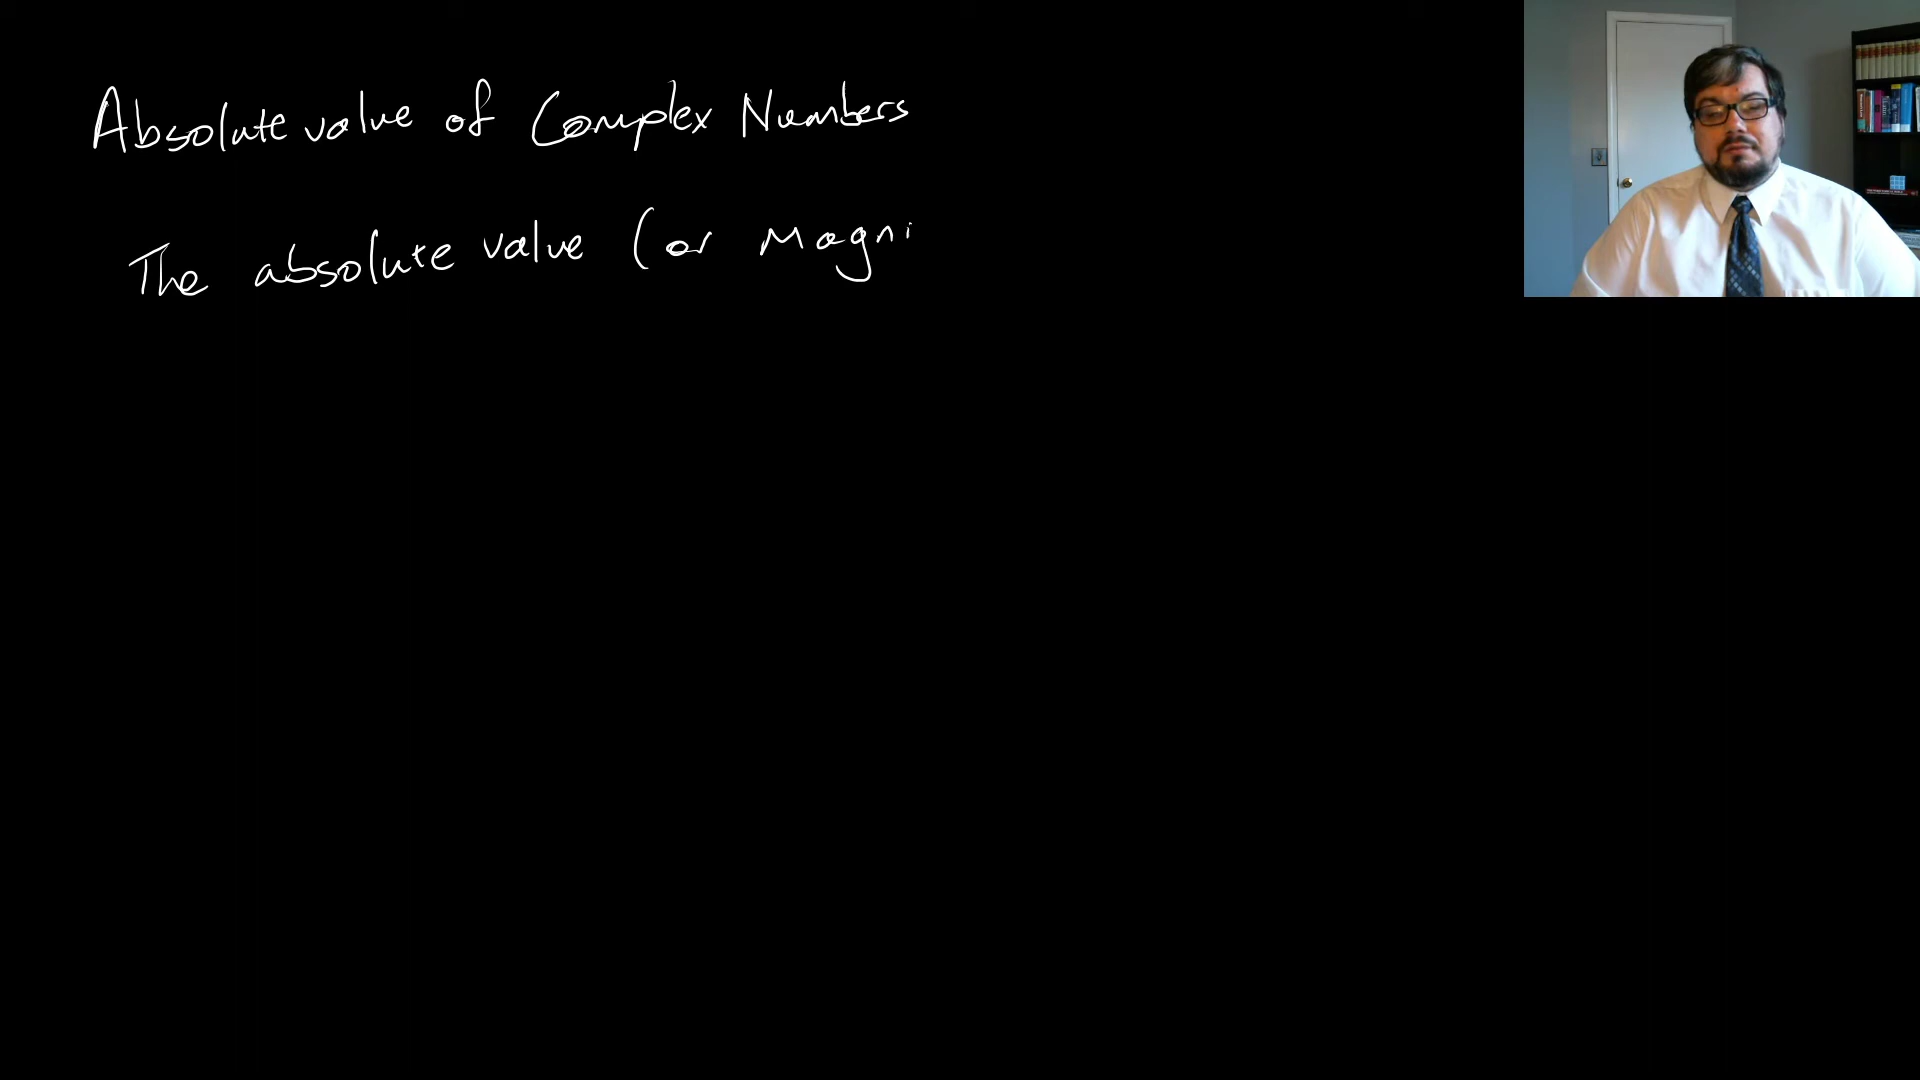 Absolute value of Complex Numbers
The absolute value (or Magni